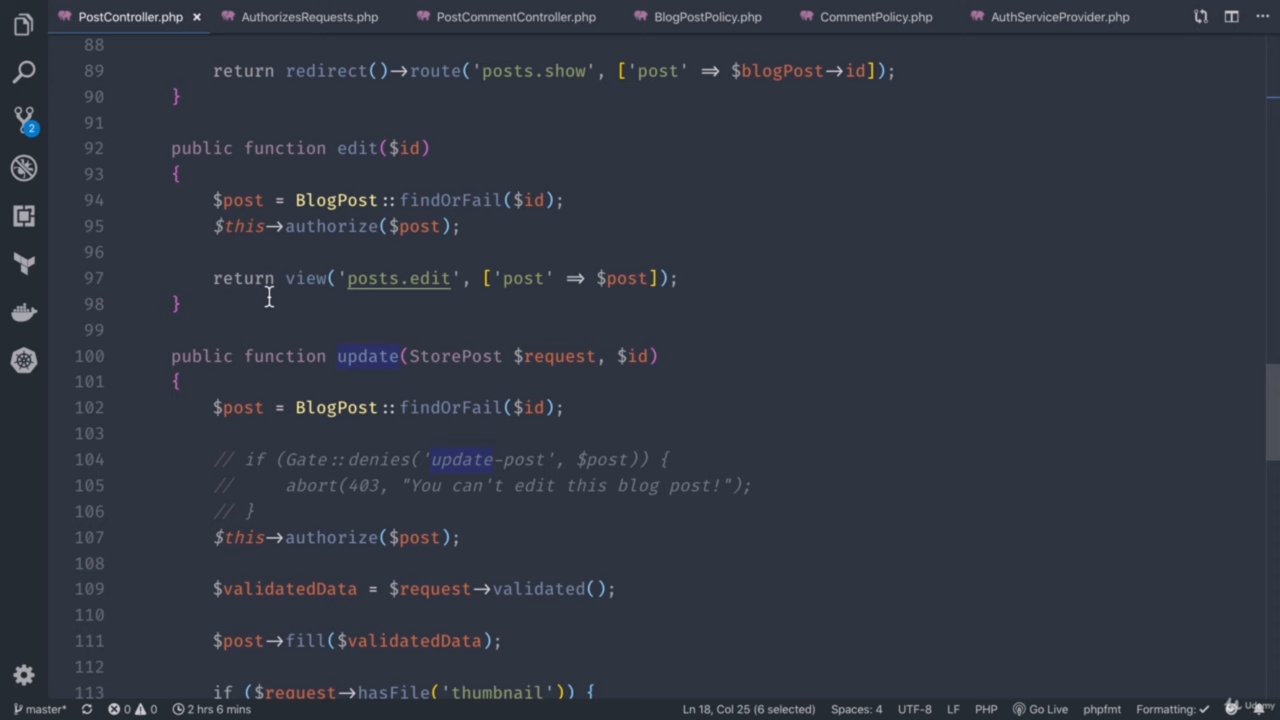 PostController.php × AuthorizesRequests.php PostCommentController.php BlogPostPolicy.php CommentPolicy.php AuthServiceProvider.php ...
88
89 return redirect()->route('posts.show', ['post' => $blogPost->id]);
90 }
91
92 public function edit($id)
93 {
94 $post = BlogPost::findOrFail($id);
95 $this->authorize($post);
96
97 return view('posts.edit', ['post' => $post]);
98 }
99
100 public function update(StorePost $request, $id)
101 {
102 $post = BlogPost::findOrFail($id);
103
104 // if (Gate::denies('update-post', $post)) {
105 //     abort(403, "You can't edit this blog post!");
106 // }
107 $this->authorize($post);
108
109 $validatedData = $request->validated();
110
111 $post->fill($validatedData);
112
113 if ($request->hasFile('thumbnail')) {
2
master* 0 0 2 hrs 6 mins Ln 18, Col 25 (6 selected) Spaces: 4 UTF-8 LF PHP Go Live phpfmt Formatting: ✓ Udemy